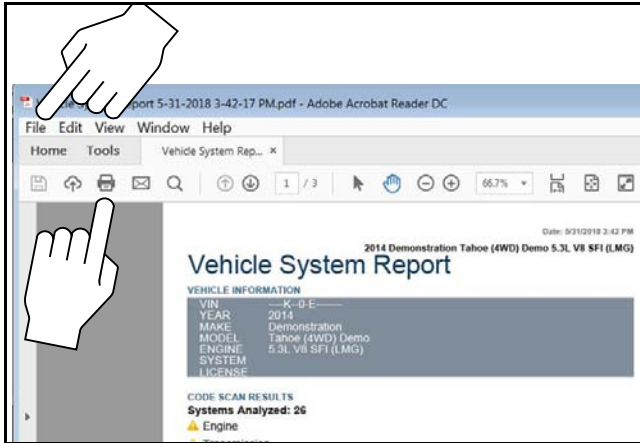 port 5-31-2018 3-42-17 PM.pdf - Adobe Acrobat Reader DC
File Edit View Window Help
Home Tools Vehicle System Rep... ×
1 / 3 66.7%
Date: 5/31/2018 3:42 PM
2014 Demonstration Tahoe (4WD) Demo 5.3L V8 SFI (LMG)
Vehicle System Report
VEHICLE INFORMATION
VIN ----K--0-E-------
YEAR 2014
MAKE Demonstration
MODEL Tahoe (4WD) Demo
ENGINE 5.3L V8 SFI (LMG)
SYSTEM
LICENSE
CODE SCAN RESULTS
Systems Analyzed: 26
Engine